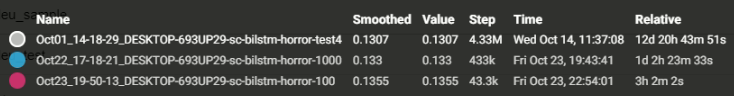 eu_sample
Name Smoothed Value Step Time Relative
Oct01_14-18-29_DESKTOP-693UP29-sc-bilstm-horror-test4 0.1307 0.1307 4.33M Wed Oct 14, 11:37:08 12d 20h 43m 51s
Oct22_17-18-21_DESKTOP-693UP29-sc-bilstm-horror-1000 0.133 0.133 433k Fri Oct 23, 19:43:41 1d 2h 23m 33s
Oct23_19-50-13_DESKTOP-693UP29-sc-bilstm-horror-100 0.1355 0.1355 43.3k Fri Oct 23, 22:54:01 3h 2m 2s